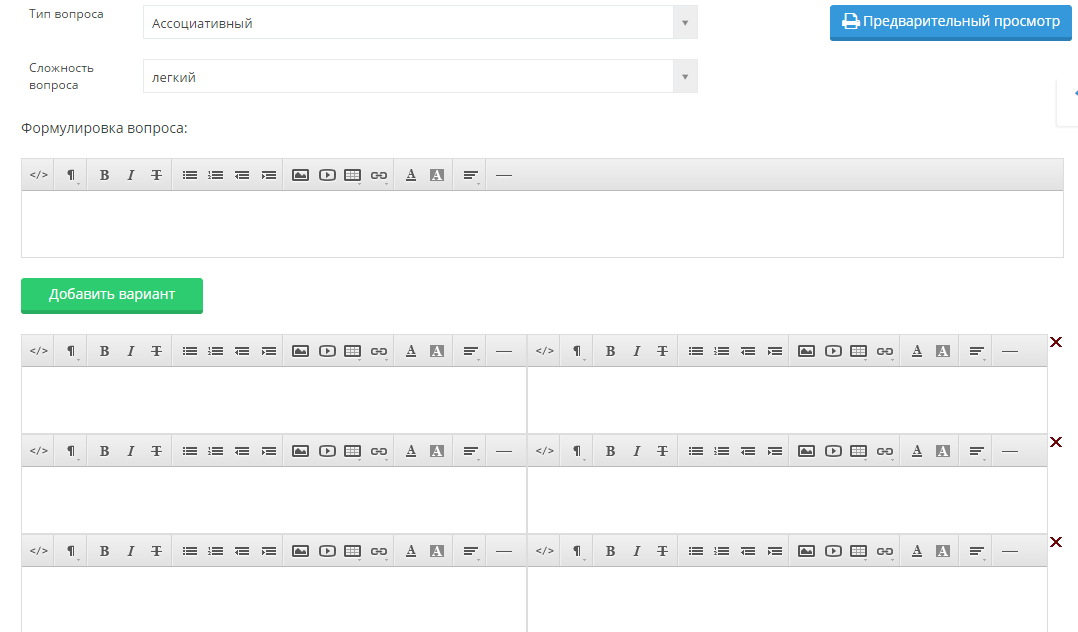 Тип вопроса
Ассоциативный
Предварительный просмотр
Сложность
вопроса
легкий
Формулировка вопроса:
Добавить вариант